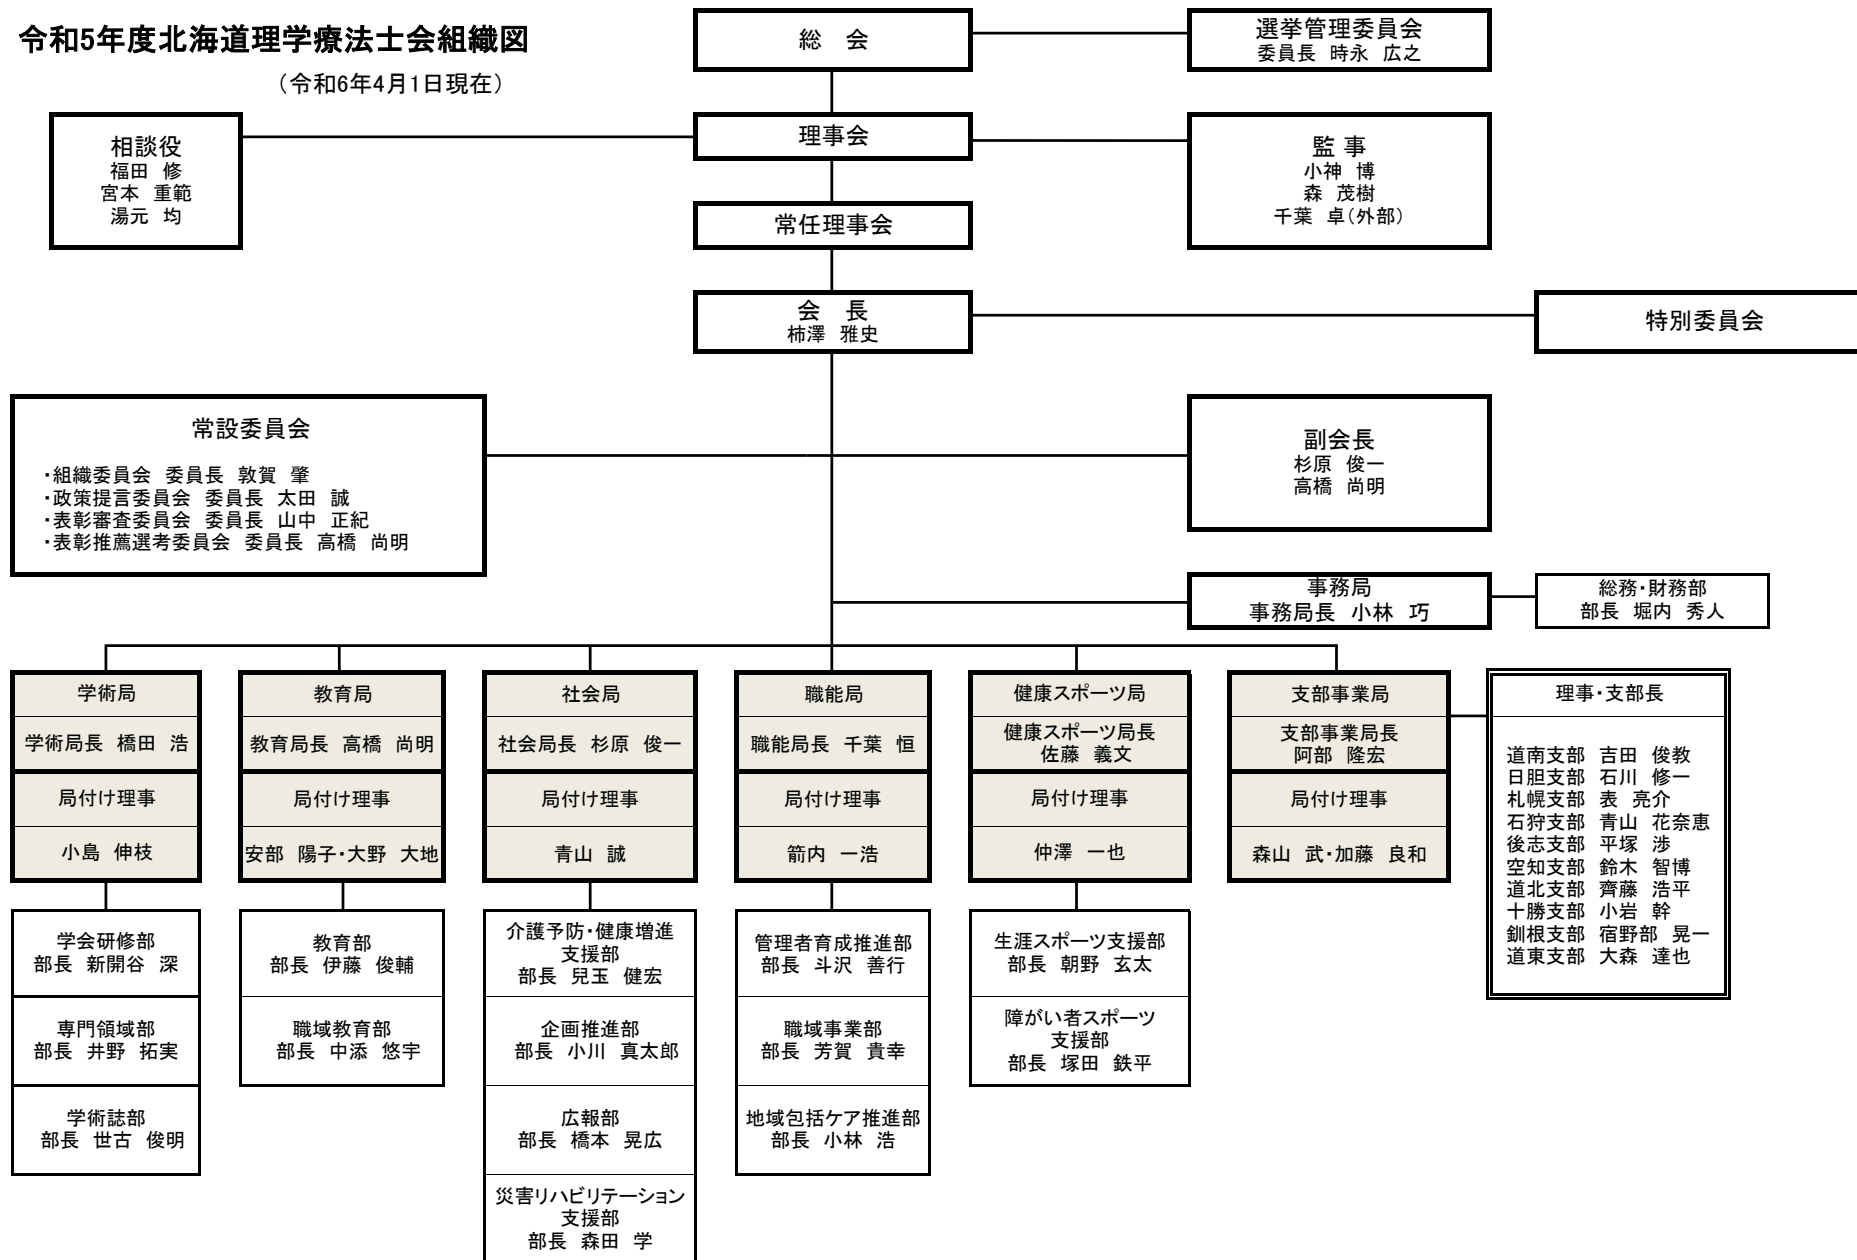 令和5年度北海道理学療法士会組織図
（令和6年4月1日現在）
総　会
選挙管理委員会
委員長 時永 広之
相談役
福田 修
宮本 重範
湯元 均
理事会
監 事
小神 博
森 茂樹
千葉 卓（外部）
常任理事会
会　長
柿澤 雅史
特別委員会
常設委員会
・組織委員会 委員長 敦賀 肇
・政策提言委員会 委員長 太田 誠
・表彰審査委員会 委員長 山中 正紀
・表彰推薦選考委員会 委員長 高橋 尚明
副会長
杉原 俊一
高橋 尚明
事務局
事務局長 小林 巧
総務・財務部
部長 堀内 秀人
学術局
学術局長 橋田 浩
局付け理事
小島 伸枝
学会研修部
部長 新開谷 深
専門領域部
部長 井野 拓実
学術誌部
部長 世古 俊明
教育局
教育局長 高橋 尚明
局付け理事
安部 陽子・大野 大地
教育部
部長 伊藤 俊輔
職域教育部
部長 中添 悠宇
社会局
社会局長 杉原 俊一
局付け理事
青山 誠
介護予防・健康増進
支援部
部長 兒玉 健宏
企画推進部
部長 小川 真太郎
広報部
部長 橋本 晃広
災害リハビリテーション
支援部
部長 森田 学
職能局
職能局長 千葉 恒
局付け理事
箭内 一浩
管理者育成推進部
部長 斗沢 善行
職域事業部
部長 芳賀 貴幸
地域包括ケア推進部
部長 小林 浩
健康スポーツ局
健康スポーツ局長
佐藤 義文
局付け理事
仲澤 一也
生涯スポーツ支援部
部長 朝野 玄太
障がい者スポーツ
支援部
部長 塚田 鉄平
支部事業局
支部事業局長
阿部 隆宏
局付け理事
森山 武・加藤 良和
理事・支部長
道南支部 吉田 俊教
日胆支部 石川 修一
札幌支部 表 亮介
石狩支部 青山 花奈恵
後志支部 平塚 渉
空知支部 鈴木 智博
道北支部 齊藤 浩平
十勝支部 小岩 幹
釧根支部 宿野部 晃一
道東支部 大森 達也